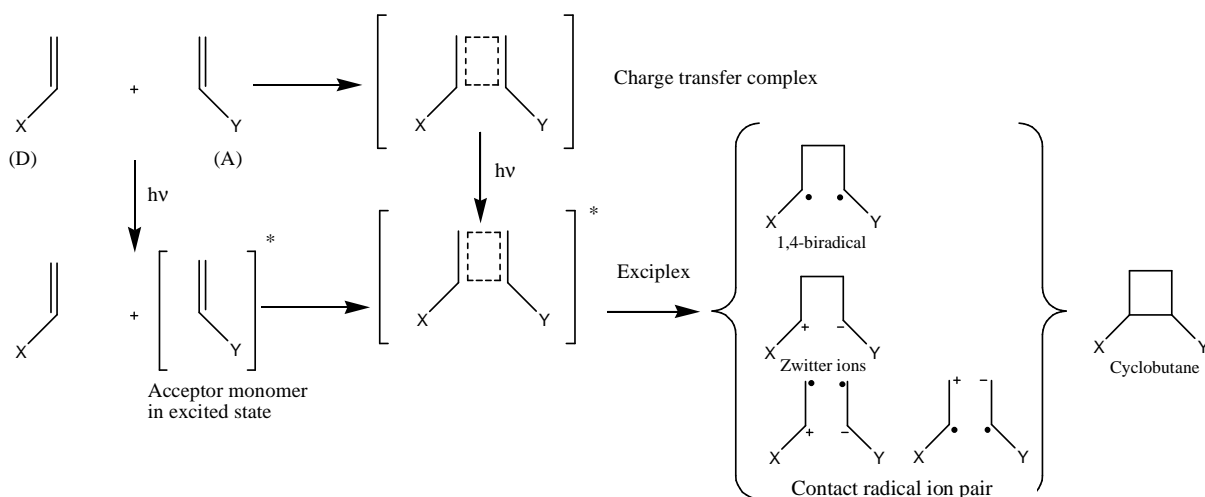 X
(D)
+
Y
(A)
X
Y
Charge transfer complex
hν
hν
X
+
Y
*
Acceptor monomer
in excited state
X
Y
*
Exciplex
X
Y
1,4-biradical
X
+
−
Y
Zwitter ions
X
+
−
Y
+
−
X
Y
Contact radical ion pair
X
Y
Cyclobutane